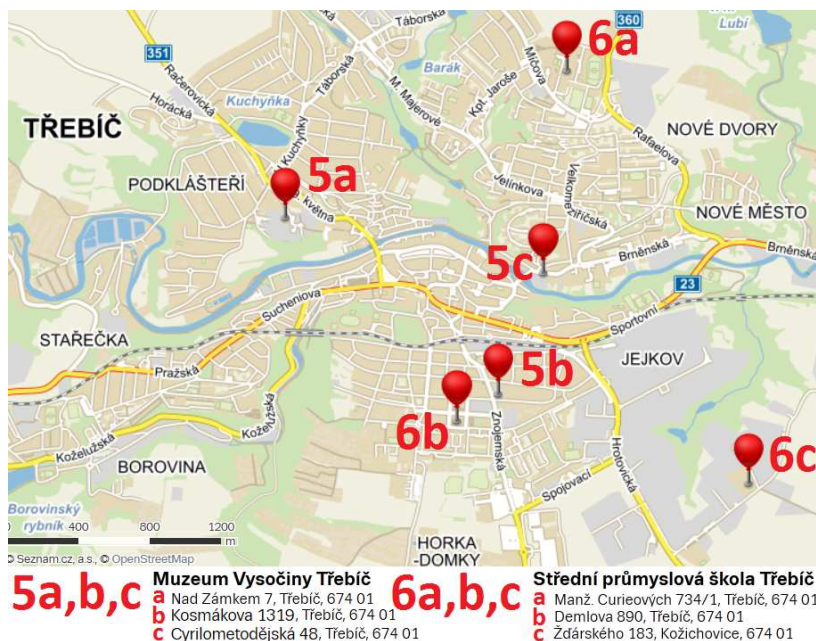 351
360
6a
Račerovická
Táborská
Táborská
Barák
Míčova
Lubí
Kuchyňka
M. Majerové
Kpt. Jaroše
Horácká
TŘEBÍČ
Rafaelova
NOVÉ DVORY
Kuchyňky
Velkomeziříčská
PODKLÁŠTEŘÍ
5a
Jelínkova
května
NOVÉ MĚSTO
5c
Brněnská
Brněnská
23
Sucheniova
Sportovní
STAŘEČKA
JEJKOV
Pražská
5b
6b
Znojemská
Hrotovická
Koželužská
Koželužská
6c
BOROVINA
Spojovací
Borovinský
rybník
400 800 1200
m
HORKA
-DOMKY
© Seznam.cz, a.s., © OpenStreetMap
5a,b,c
Muzeum Vysočiny Třebíč
a Nad Zámkem 7, Třebíč, 674 01
b Kosmákova 1319, Třebíč, 674 01
c Cyrilometodějská 48, Třebíč, 674 01
6a,b,c
Střední průmyslová škola Třebíč
a Manž. Curieových 734/1, Třebíč, 674 01
b Demlova 890, Třebíč, 674 01
c Žďárského 183, Kožichovice, 674 01